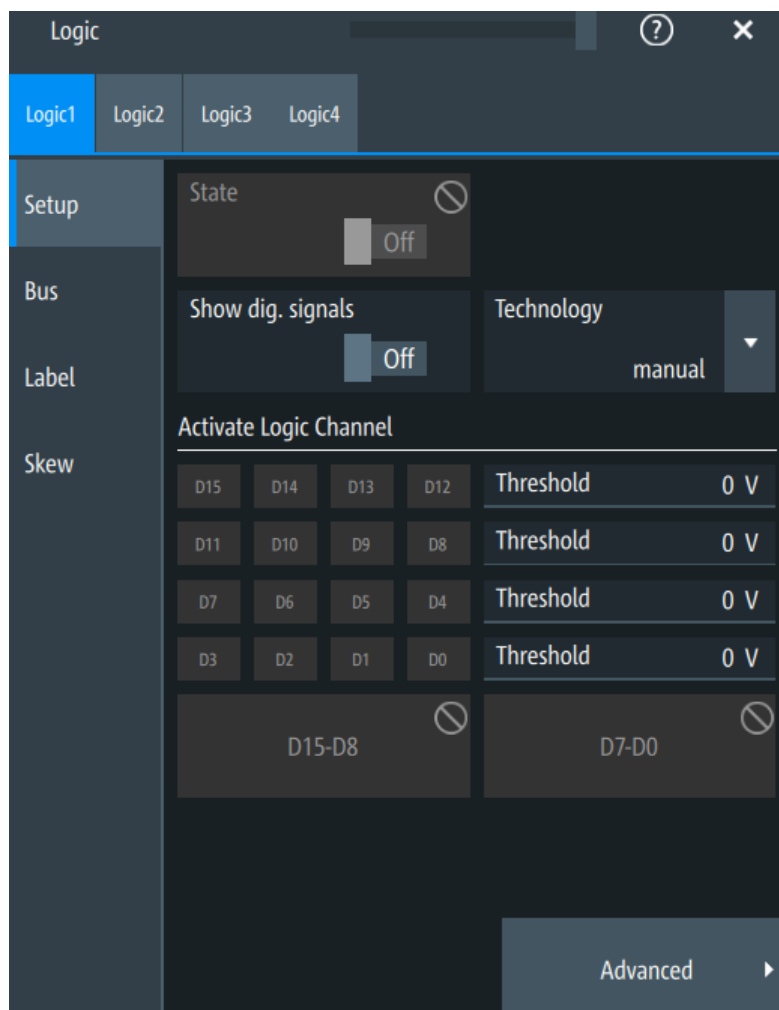 Logic ? ×
Logic1 Logic2 Logic3 Logic4
Setup
State
Off
Bus
Show dig. signals
Off
Technology
manual
Label
Activate Logic Channel
Skew
D15 D14 D13 D12 Threshold 0 V
D11 D10 D9 D8 Threshold 0 V
D7 D6 D5 D4 Threshold 0 V
D3 D2 D1 D0 Threshold 0 V
D15-D8 D7-D0
Advanced